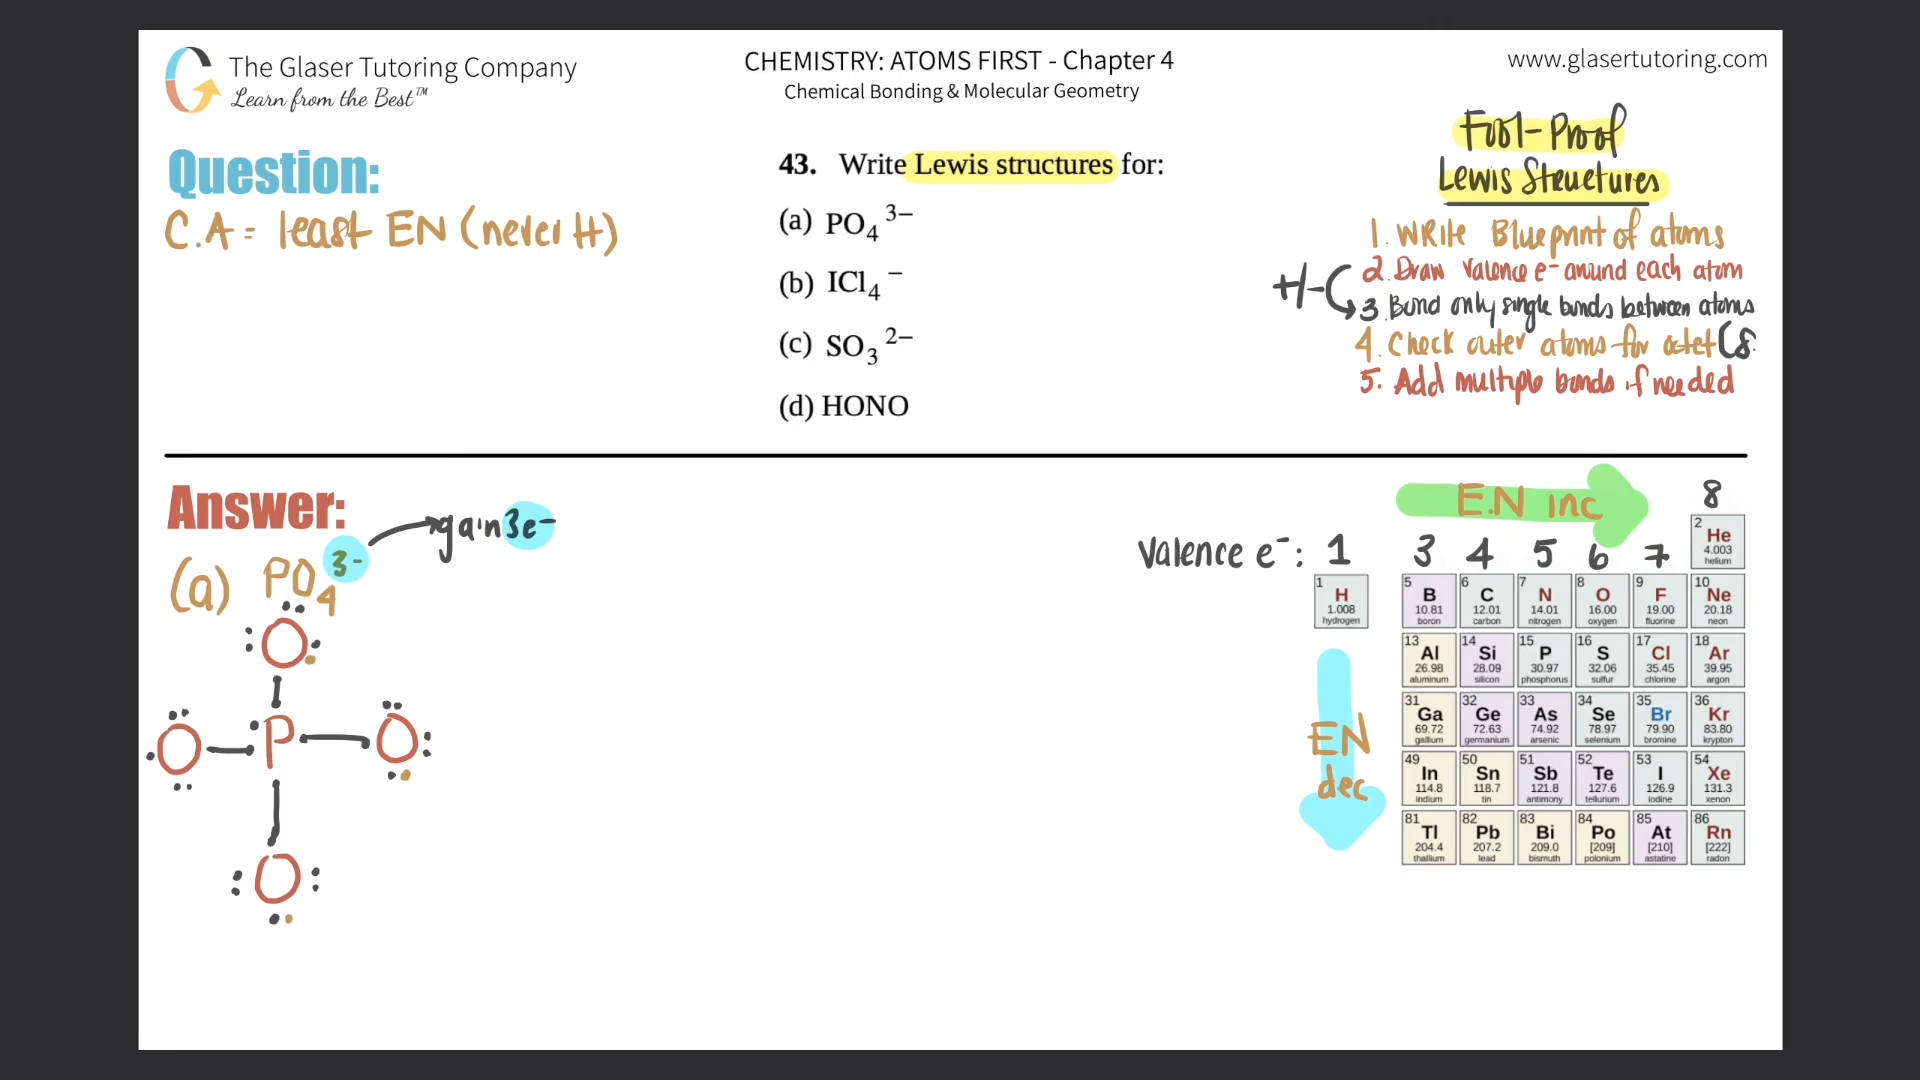 The Glaser Tutoring Company
Learn from the Best™
CHEMISTRY: ATOMS FIRST - Chapter 4
Chemical Bonding & Molecular Geometry
www.glasertutoring.com
Question:
C.A = least EN (never H)
43. Write Lewis structures for:
(a) PO4 3−
(b) ICl4 −
(c) SO3 2−
(d) HONO
Fool-Proof
Lewis Structures
1. Write Blueprint of atoms
2. Draw valence e- around each atom
+/-
3. Bond only single bonds between atoms
4. Check outer atoms for octet (8
5. Add multiple bonds if needed
Answer:
gain 3e-
(a) PO4 3-
O
O P O
O
E.N inc
8
Valence e-: 1 3 4 5 6 7
EN
dec
2
He
4.003
helium
1 5 6 7 8 9 10
H B C N O F Ne
1.008 10.81 12.01 14.01 16.00 19.00 20.18
hydrogen boron carbon nitrogen oxygen fluorine neon
13 14 15 16 17 18
Al Si P S Cl Ar
26.98 28.09 30.97 32.06 35.45 39.95
aluminum silicon phosphorus sulfur chlorine argon
31 32 33 34 35 36
Ga Ge As Se Br Kr
69.72 72.63 74.92 78.97 79.90 83.80
gallium germanium arsenic selenium bromine krypton
49 50 51 52 53 54
In Sn Sb Te I Xe
114.8 118.7 121.8 127.6 126.9 131.3
indium tin antimony tellurium iodine xenon
81 82 83 84 85 86
Tl Pb Bi Po At Rn
204.4 207.2 209.0 [209] [210] [222]
thallium lead bismuth polonium astatine radon